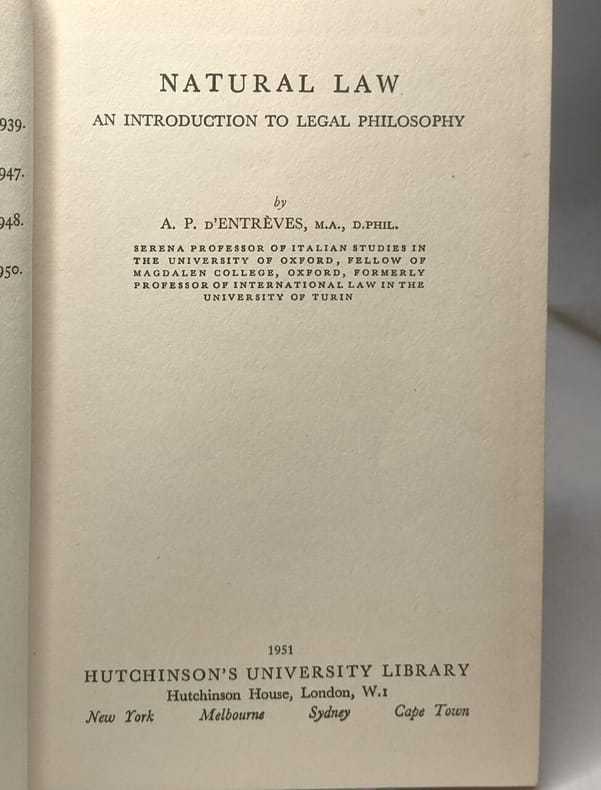 939.
947.
948.
950.
NATURAL LAW
AN INTRODUCTION TO LEGAL PHILOSOPHY
by
A. P. D'ENTRÈVES, M.A., D.PHIL.
SERENA PROFESSOR OF ITALIAN STUDIES IN
THE UNIVERSITY OF OXFORD, FELLOW OF
MAGDALEN COLLEGE, OXFORD, FORMERLY
PROFESSOR OF INTERNATIONAL LAW IN THE
UNIVERSITY OF TURIN
1951
HUTCHINSON'S UNIVERSITY LIBRARY
Hutchinson House, London, W.1
New York Melbourne Sydney Cape Town